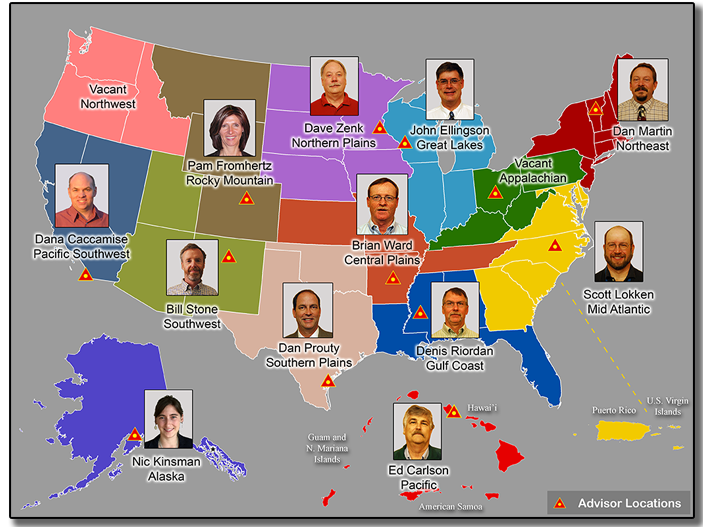 Vacant
Northwest
Pam Fromhertz
Rocky Mountain
Dave Zenk
Northern Plains
John Ellingson
Great Lakes
Dan Martin
Northeast
Vacant
Appalachian
Dana Caccamise
Pacific Southwest
Brian Ward
Central Plains
Bill Stone
Southwest
Scott Lokken
Mid Atlantic
Dan Prouty
Southern Plains
Denis Riordan
Gulf Coast
Nic Kinsman
Alaska
Guam and
N. Mariana
Islands
Hawai'i
Ed Carlson
Pacific
American Samoa
Puerto Rico
U.S. Virgin
Islands
Advisor Locations